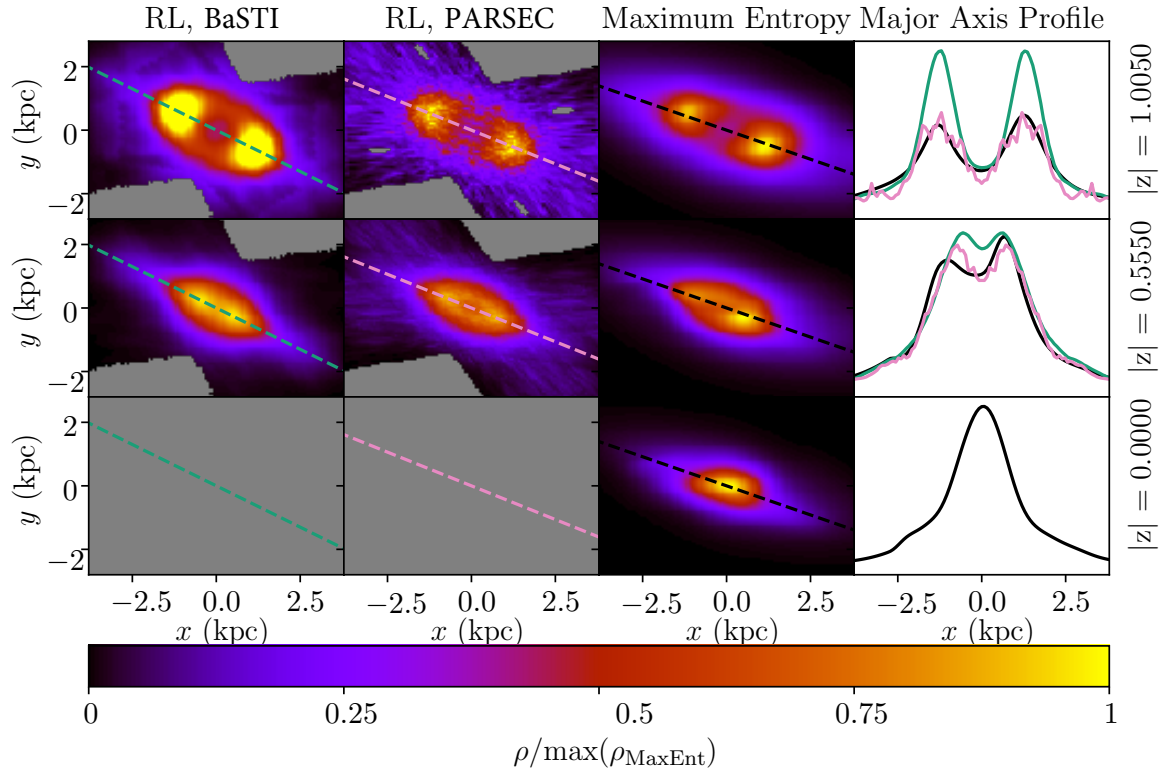 RL, BaSTI RL, PARSEC Maximum Entropy Major Axis Profile
2
0
−2
y (kpc)
|z| = 1.0050
2
0
−2
y (kpc)
|z| = 0.5550
2
0
−2
y (kpc)
|z| = 0.0000
−2.5 0.0 2.5 −2.5 0.0 2.5 −2.5 0.0 2.5 −2.5 0.0 2.5
x (kpc) x (kpc) x (kpc) x (kpc)
0 0.25 0.5 0.75 1
ρ/max(ρMaxEnt)